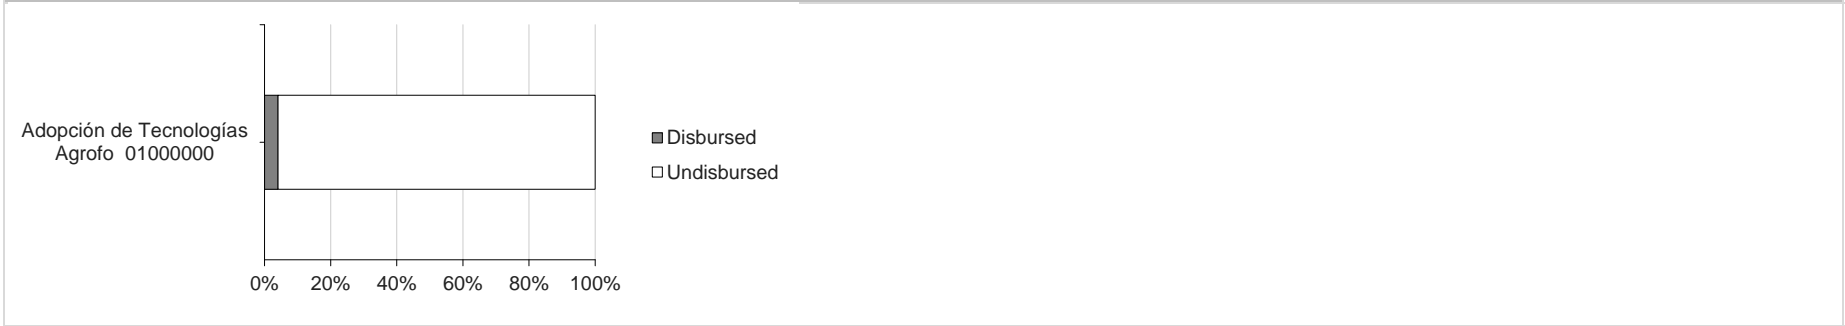 Adopción de Tecnologías
Agrofo  01000000
Disbursed
Undisbursed
0% 20% 40% 60% 80% 100%